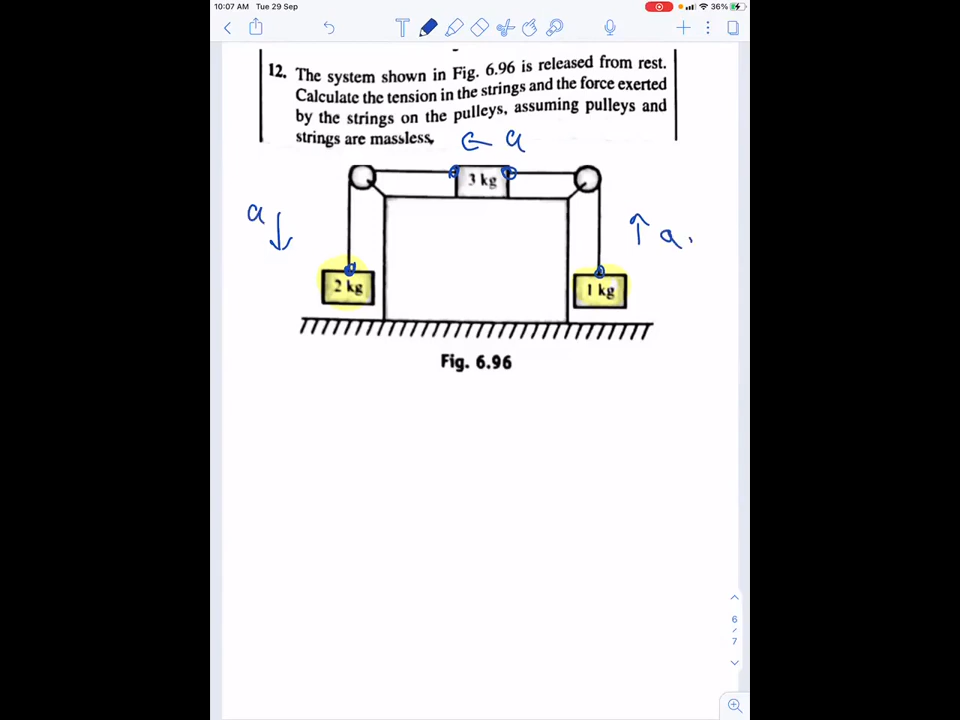 10:07 AM Tue 29 Sep
36%
12. The system shown in Fig. 6.96 is released from rest.
Calculate the tension in the strings and the force exerted
by the strings on the pulleys, assuming pulleys and
strings are massless.
← a
3 kg
a ↓
↑ a.
2 kg
1 kg
Fig. 6.96
6
/
7